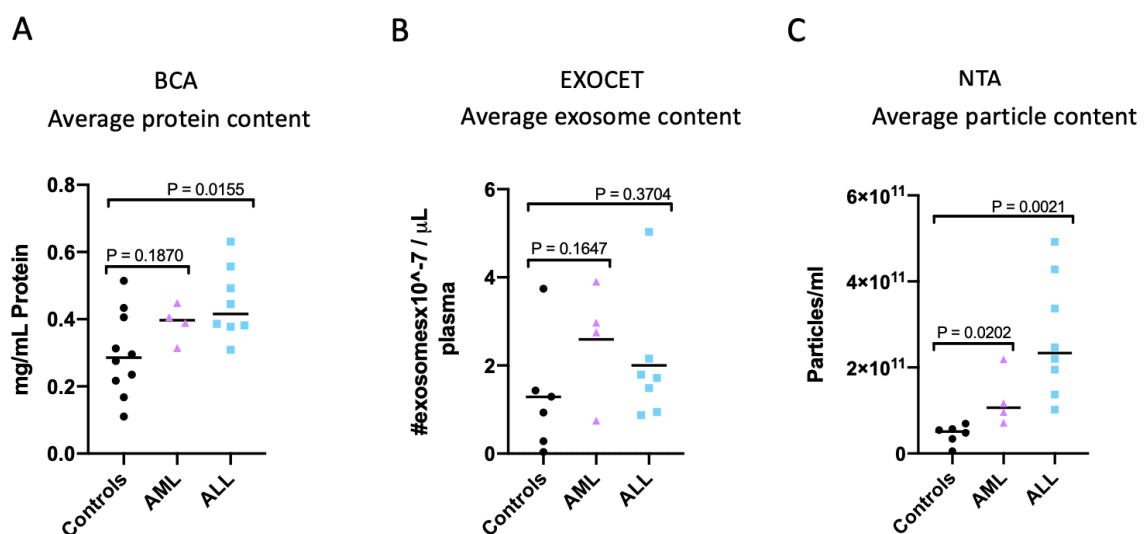 A
BCA
Average protein content
mg/mL Protein
0.8
0.6
0.4
0.2
0.0
P = 0.0155
P = 0.1870
Controls
AML
ALL
B
EXOCET
Average exosome content
#exosomesx10^-7 / μL
plasma
6
4
2
0
P = 0.3704
P = 0.1647
Controls
AML
ALL
C
NTA
Average particle content
Particles/ml
6×10¹¹
4×10¹¹
2×10¹¹
0
P = 0.0021
P = 0.0202
Controls
AML
ALL